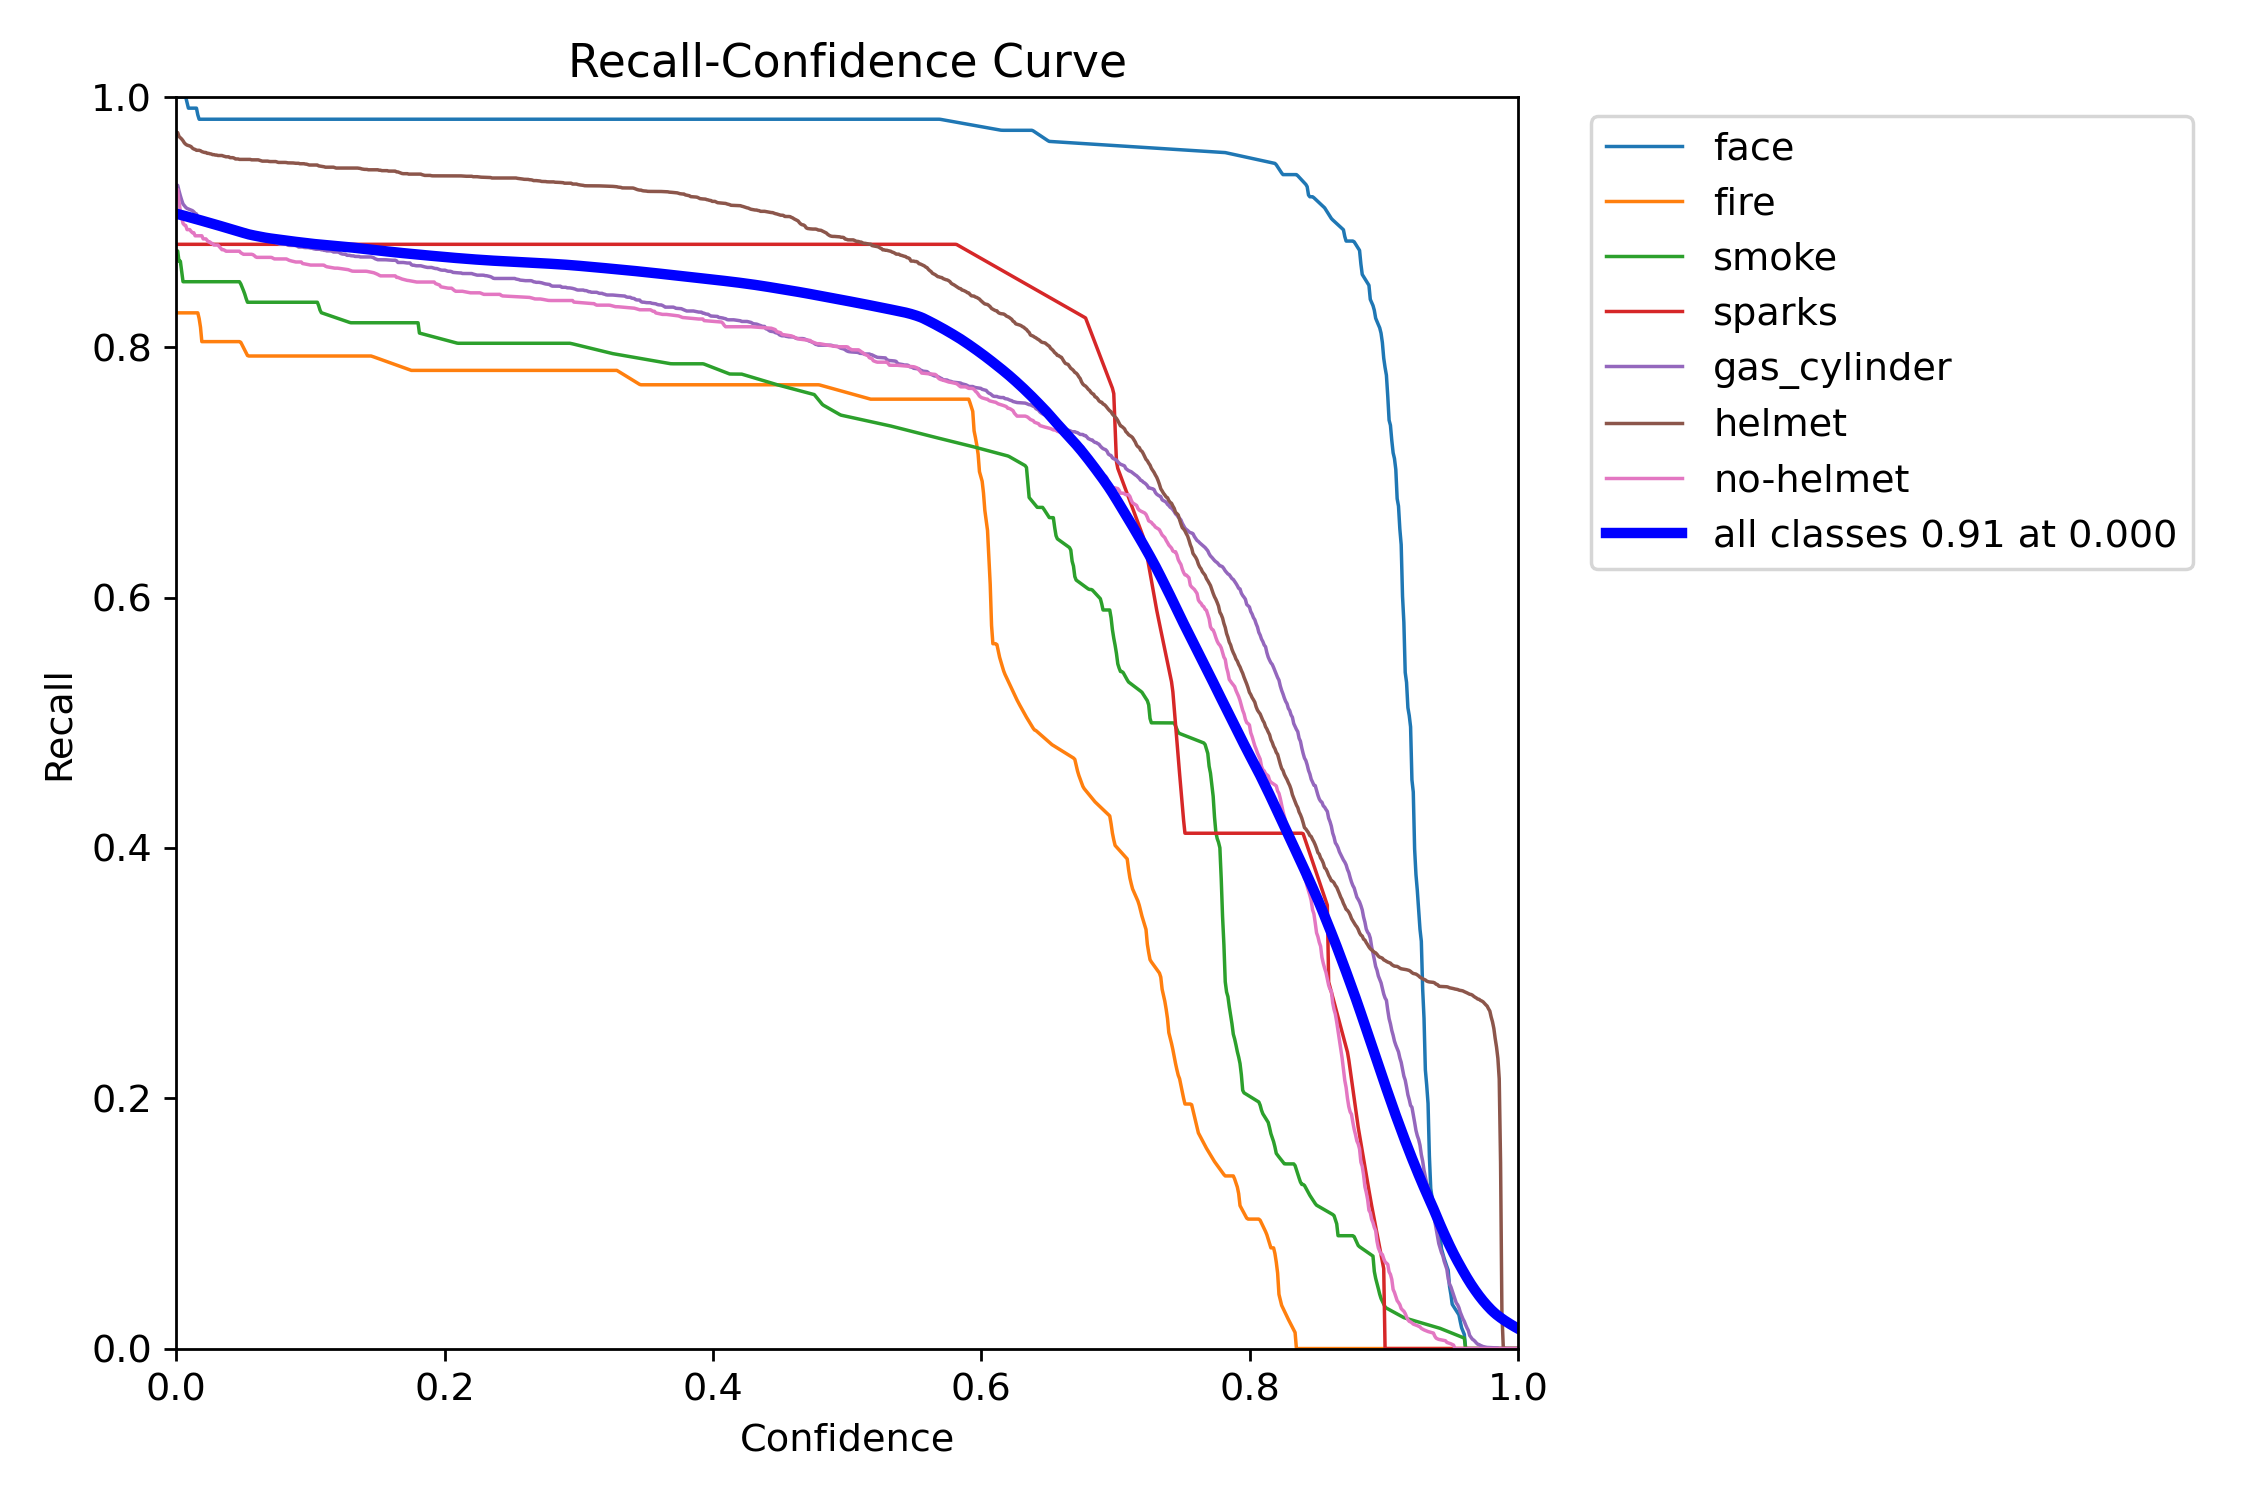 Recall-Confidence Curve
1.0
0.8
0.6
0.4
0.2
0.0
Recall
0.0 0.2 0.4 0.6 0.8 1.0
Confidence
face
fire
smoke
sparks
gas_cylinder
helmet
no-helmet
all classes 0.91 at 0.000